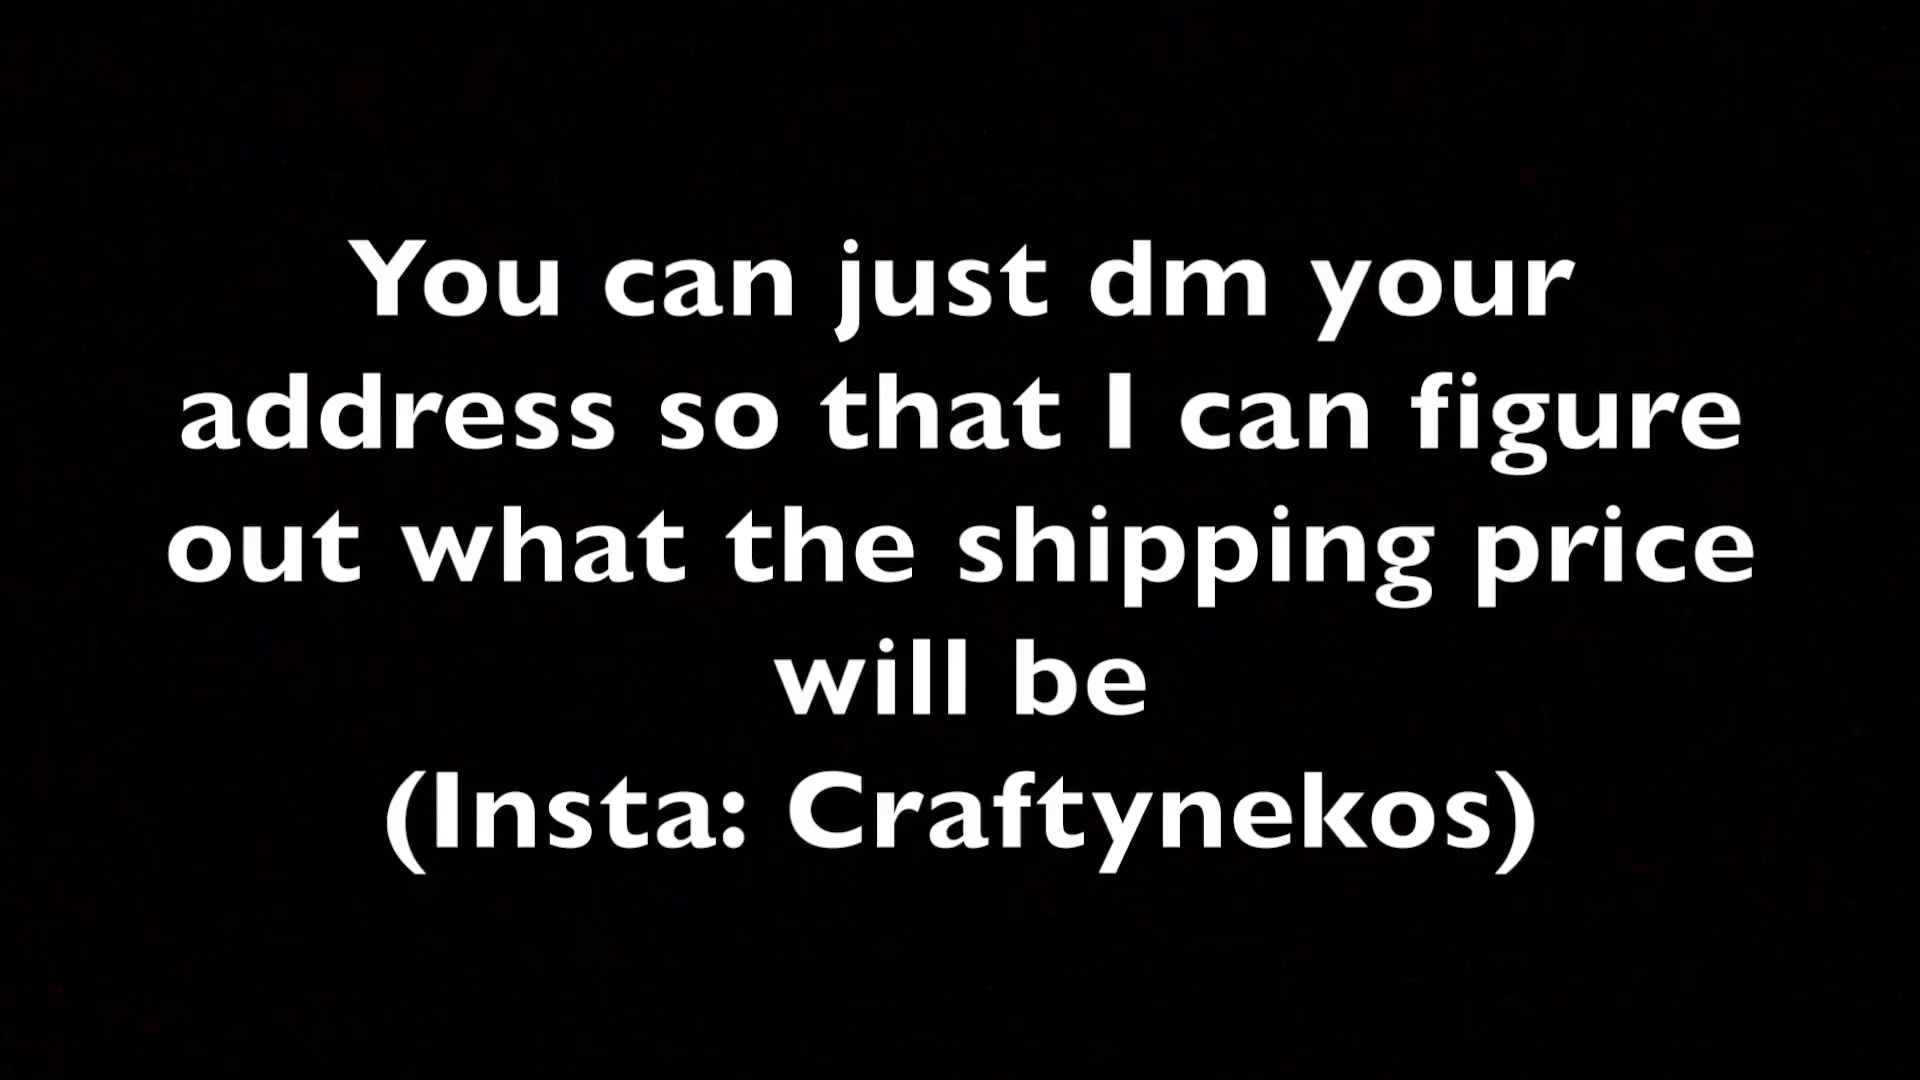 You can just dm your
address so that I can figure
out what the shipping price
will be
(Insta: Craftynekos)